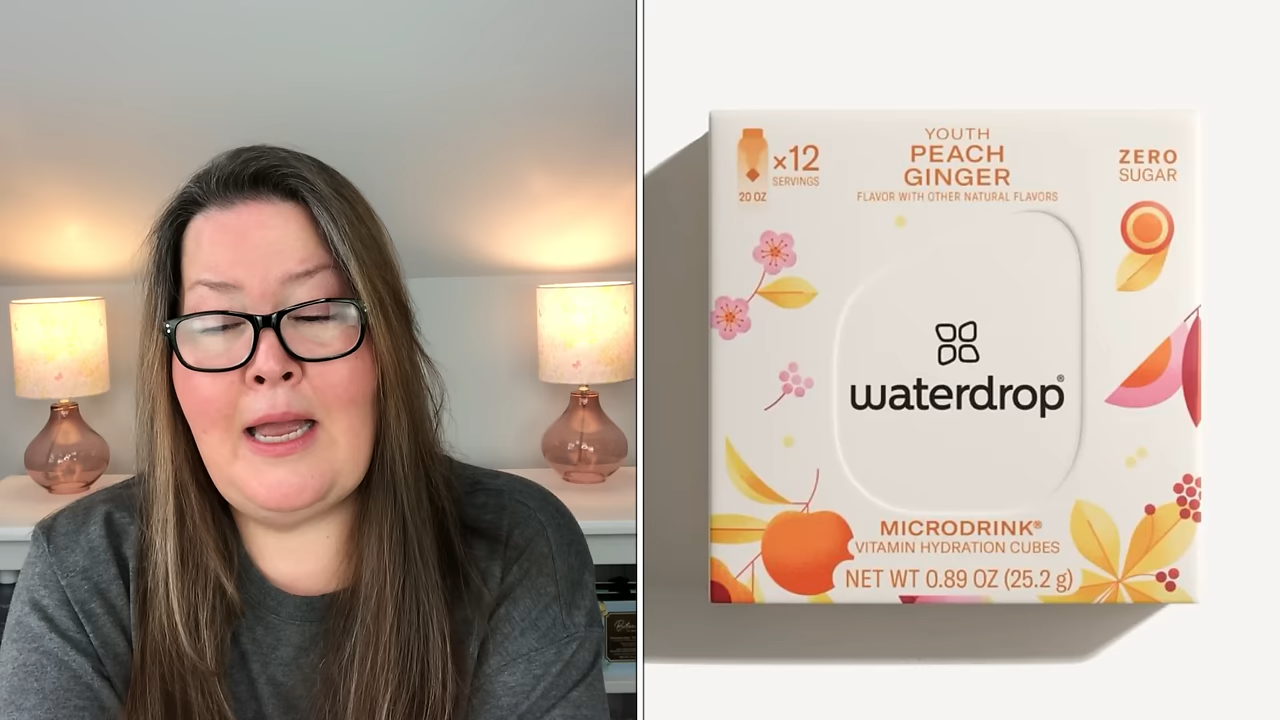 ×12
SERVINGS
20 OZ
YOUTH
PEACH
GINGER
FLAVOR WITH OTHER NATURAL FLAVORS
ZERO
SUGAR
waterdrop®
MICRODRINK®
VITAMIN HYDRATION CUBES
NET WT 0.89 OZ (25.2 g)